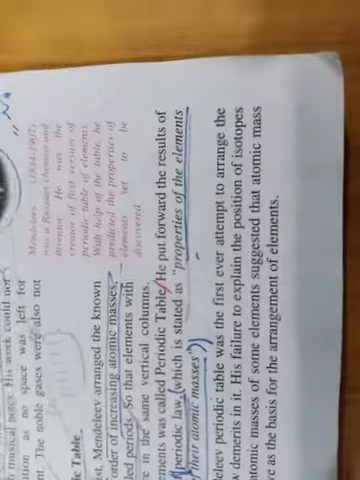 Mendeleev (1834-1907)
was a Russian chemist and
inventor. He was the
creator of first version of
periodic table of elements.
With help of the table, he
predicted the properties of
elements yet to be
discovered.
musical notes. His work could not
as no space was left for
nt. The noble gases were also not
ic Table.
st, Mendeleev arranged the known
order of increasing atomic masses,
led periods. So that elements with
re in the same vertical columns.
ements was called Periodic Table. He put forward the results of
periodic law, which is stated as "properties of the elements
their atomic masses".
eleev periodic table was the first ever attempt to arrange the
w demerits in it. His failure to explain the position of isotopes
atomic masses of some elements suggested that atomic mass
re as the basis for the arrangement of elements.